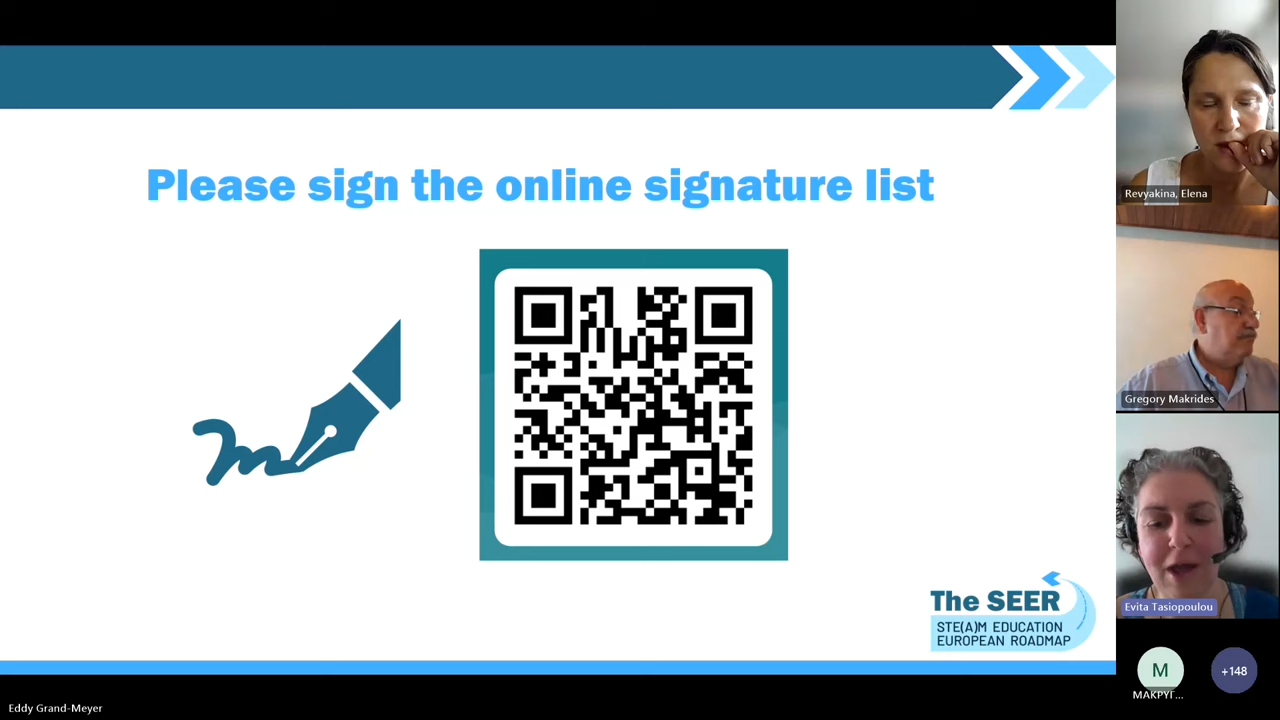 Please sign the online signature list
The SEER
STE(A)M EDUCATION
EUROPEAN ROADMAP
Revyakina, Elena
Gregory Makrides
Evita Tasiopoulou
M
ΜΑΚΡΥΓ...
+148
Eddy Grand-Meyer